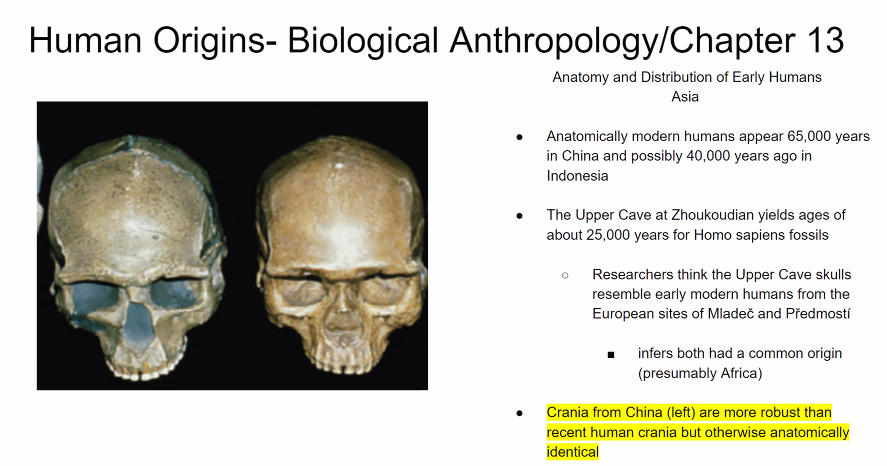 Human Origins- Biological Anthropology/Chapter 13
Anatomy and Distribution of Early Humans
Asia
● Anatomically modern humans appear 65,000 years
in China and possibly 40,000 years ago in
Indonesia
● The Upper Cave at Zhoukoudian yields ages of
about 25,000 years for Homo sapiens fossils
○ Researchers think the Upper Cave skulls
resemble early modern humans from the
European sites of Mladeč and Předmostí
■ infers both had a common origin
(presumably Africa)
● Crania from China (left) are more robust than
recent human crania but otherwise anatomically
identical